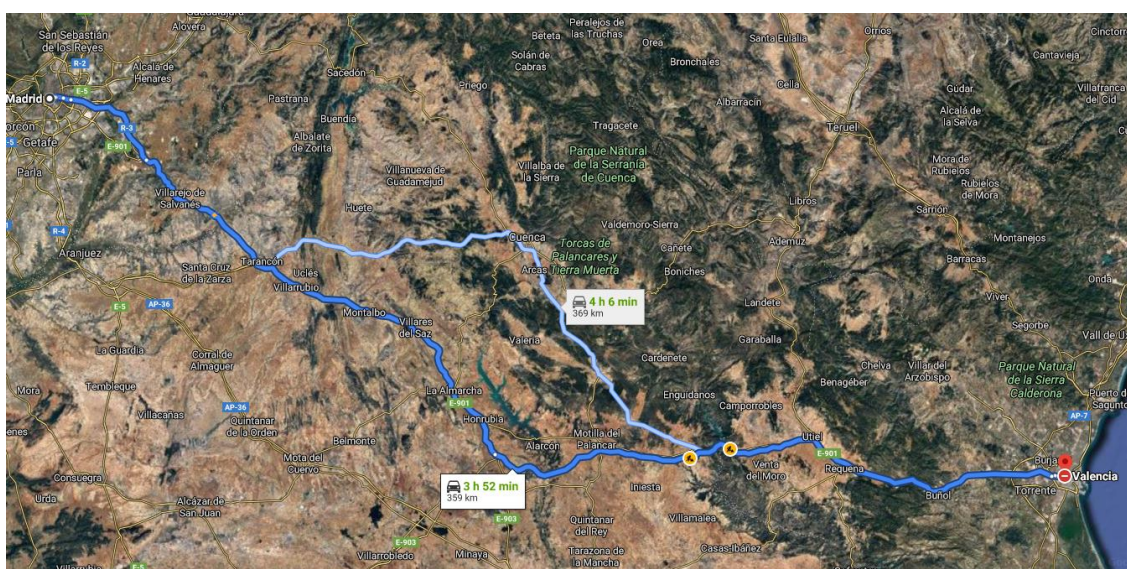 Guadalajara
Alovera
San Sebastián
de los Reyes
R-2
Alcalá de
Henares
E-5
Madrid
R-3
E-901
Getafe
Parla
R-4
Aranjuez
Villarejo de
Salvanés
Santa Cruz
de la Zarza
Tarancón
Uclés
Villarrubio
Montalbo
Villares
del Saz
Pastrana
Albalate
de Zorita
Sacedón
Buendía
Huete
Villanueva de
Guadamejud
Priego
Beteta
Solán de
Cabras
Peralejos de
las Truchas
Orea
Bronchales
Santa Eulalia
Orrios
Cella
Teruel
Albarracín
Tragacete
Parque Natural
de la Serranía
de Cuenca
Villalba de
la Sierra
Cuenca
Arcas
Torcas de
Palancares y
Tierra Muerta
Valdemoro-Sierra
Cañete
Boniches
Libros
Ademuz
Landete
Garaballa
Cantavieja
Villafranca
del Cid
Gúdar
Alcalá de
la Selva
Mora de
Rubielos
Rubielos
de Mora
Sarrión
Montanejos
Barracas
Onda
Viver
Segorbe
Vall de
4 h 6 min
369 km
Valeria
Cardenete
Enguídanos
Camporrobles
Benagéber
Chelva
Villar del
Arzobispo
Parque Natural
de la Sierra
Calderona
Puerto de
Sagunto
AP-7
E-5
AP-36
La Guardia
Corral de
Almaguer
Tembleque
Mora
Villacañas
AP-36
Quintanar
de la Orden
La Almarcha
E-901
Honrubia
Belmonte
Alarcón
Motilla del
Palancar
Utiel
E-901
Requena
Venta
del Moro
Buñol
Torrente
Valencia
Consuegra
Mota del
Cuervo
3 h 52 min
359 km
Iniesta
Urda
Alcázar de
San Juan
E-903
Quintanar
del Rey
Villamalea
E-903
Villarrobledo
Minaya
Tarazona de
la Mancha
Casas-Ibáñez
E-5